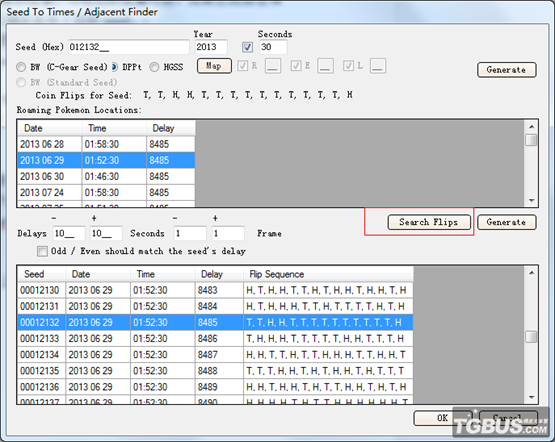 Seed To Times / Adjacent Finder
Year Seconds
Seed (Hex) 012132__ 2013 30
BW (C-Gear Seed) DPPt HGSS Map R __ E __ L __ Generate
BW (Standard Seed)
Coin Flips for Seed: T, T, H, H, T, T, T, T, T, T, T, T, T, T, H
Roaming Pokemon Locations:
Date Time Delay
2013 06 28 01:58:30 8485
2013 06 29 01:52:30 8485
2013 06 30 01:46:30 8485
2013 07 24 01:58:30 8485
- + - +
Search Flips Generate
Delays 10__ 10__ Seconds 1 1 Frame
Odd / Even should match the seed's delay
Seed Date Time Delay Flip Sequence
00012130 2013 06 29 01:52:30 8483
00012131 2013 06 29 01:52:30 8484
00012132 2013 06 29 01:52:30 8485 T, T, H, H, T, T, T, T, T, T, T, T, T, T, H
00012133 2013 06 29 01:52:30 8486
00012134 2013 06 29 01:52:30 8487
00012135 2013 06 29 01:52:30 8488
00012136 2013 06 29 01:52:30 8489
00012137 2013 06 29 01:52:30 8490
OK Cancel
TGBUS.COM